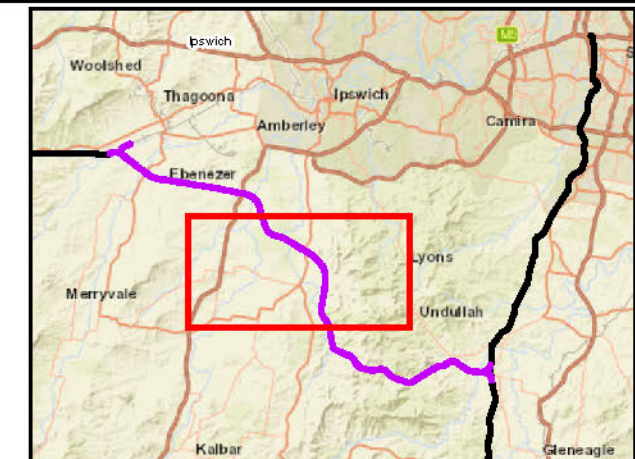 M5
Ipswich
Woolshed
Thagoona
Ipswich
Camira
Amberley
Ebenezer
Lyons
Merryvale
Undullah
Kalbar
Gleneagle